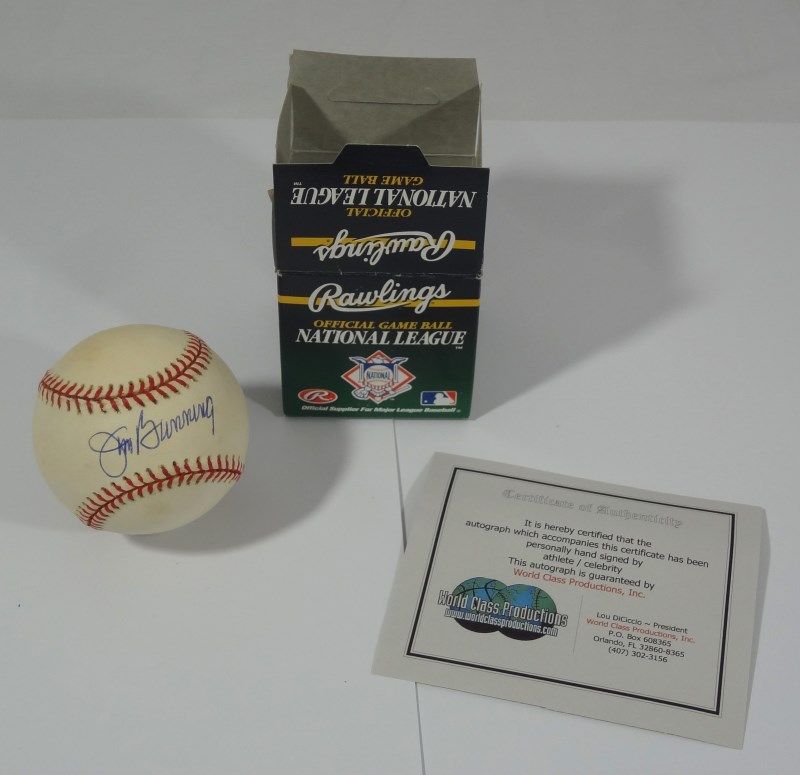 OFFICIAL
GAME BALL
NATIONAL LEAGUE™
OFFICIAL
Rawlings
Rawlings
OFFICIAL GAME BALL
NATIONAL LEAGUE™
NATIONAL
R
Official Supplier For Major League Baseball®
Jim Bunning
Certificate of Authenticity
It is hereby certified that the
autograph which accompanies this certificate has been
personally hand signed by
athlete / celebrity
This autograph is guaranteed by
World Class Productions, Inc.
World Class Productions
www.worldclassproductions.com
Lou DiCiccio ~ President
World Class Productions, Inc.
P.O. Box 608365
Orlando, FL 32860-8365
(407) 302-3156